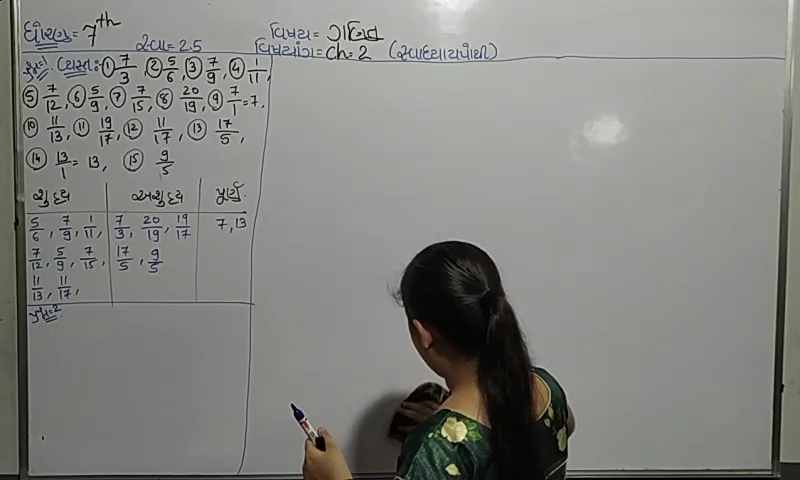 ધોરણ = 7th
સ્વા = 2.5
વિષય = ગણિત
વિષયાંગ = ch = 2 (સ્વાધ્યાયપોથી)
પ્રશ્ન=1 વ્યસ્ત : ① 7/3, ② 5/6, ③ 7/9, ④ 1/11,
⑤ 7/12, ⑥ 5/9, ⑦ 7/15, ⑧ 20/19, ⑨ 7/1 = 7,
⑩ 11/13, ⑪ 19/17, ⑫ 11/17, ⑬ 17/5,
⑭ 13/1 = 13, ⑮ 9/5
શુદ્ધ અશુદ્ધ પૂર્ણ
5/6, 7/9, 1/11, 7/3, 20/19, 19/17 7, 13
7/12, 5/9, 7/15, 17/5, 9/5
11/13, 11/17,
પ્રશ્ન=2